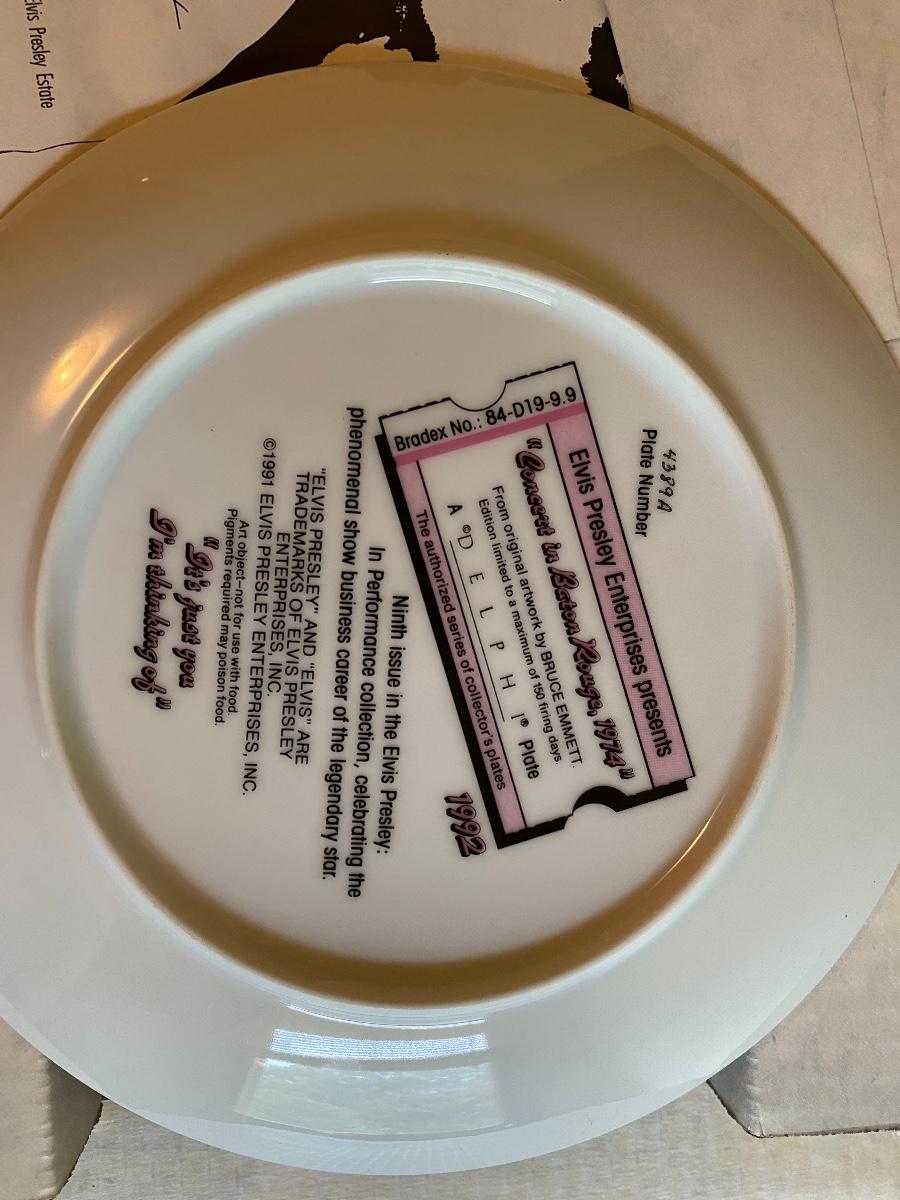 Elvis Presley Estate
4389A
Plate Number
Bradex No.: 84-D19-9.9
Elvis Presley Enterprises presents
"Concert in Baton Rouge, 1974"
From original artwork by BRUCE EMMETT.
Edition limited to a maximum of 150 firing days.
A ©DELPHI® Plate
The authorized series of collector's plates
1992
Ninth issue in the Elvis Presley:
In Performance collection, celebrating the
phenomenal show business career of the legendary star.
"ELVIS PRESLEY" AND "ELVIS" ARE
TRADEMARKS OF ELVIS PRESLEY
ENTERPRISES, INC.
©1991 ELVIS PRESLEY ENTERPRISES, INC.
Art object–not for use with food.
Pigments required may poison food.
"It's just you
I'm thinking of"